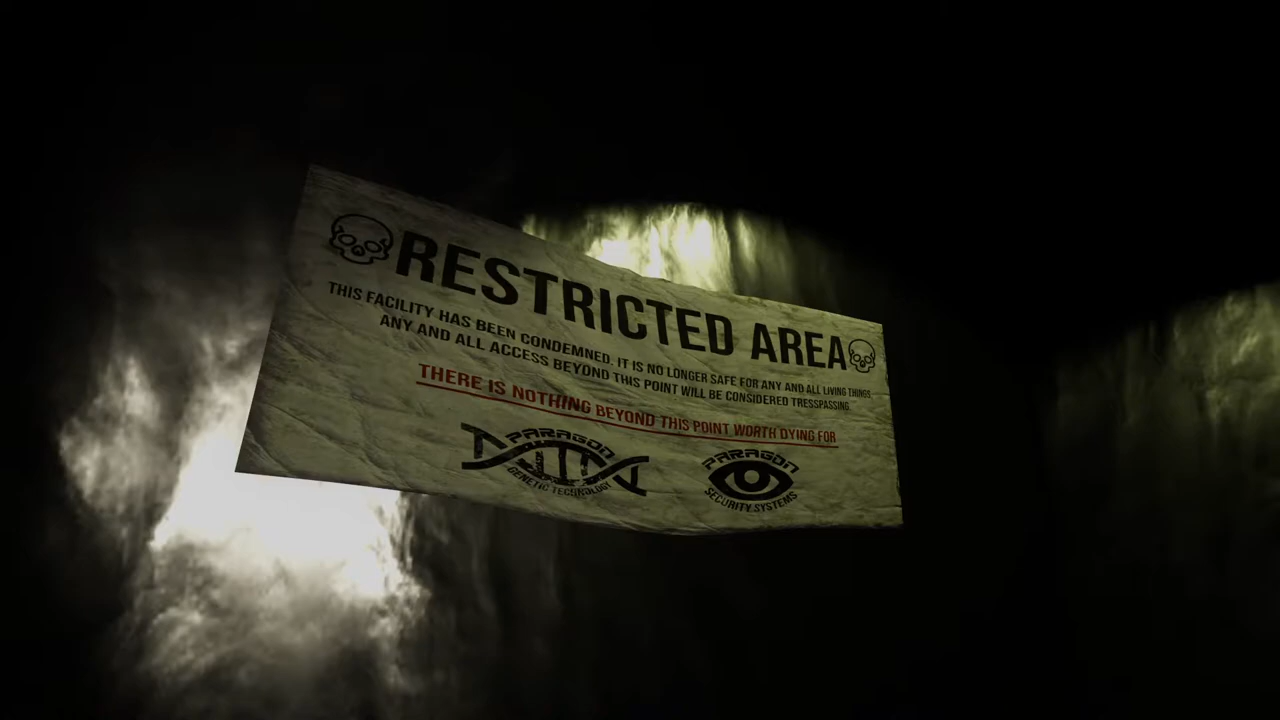 RESTRICTED AREA
THIS FACILITY HAS BEEN CONDEMNED. IT IS NO LONGER SAFE FOR ANY AND ALL LIVING THINGS
ANY AND ALL ACCESS BEYOND THIS POINT WILL BE CONSIDERED TRESSPASSING.
THERE IS NOTHING BEYOND THIS POINT WORTH DYING FOR
PARAGON
GENETIC TECHNOLOGY
PARAGON
SECURITY SYSTEMS